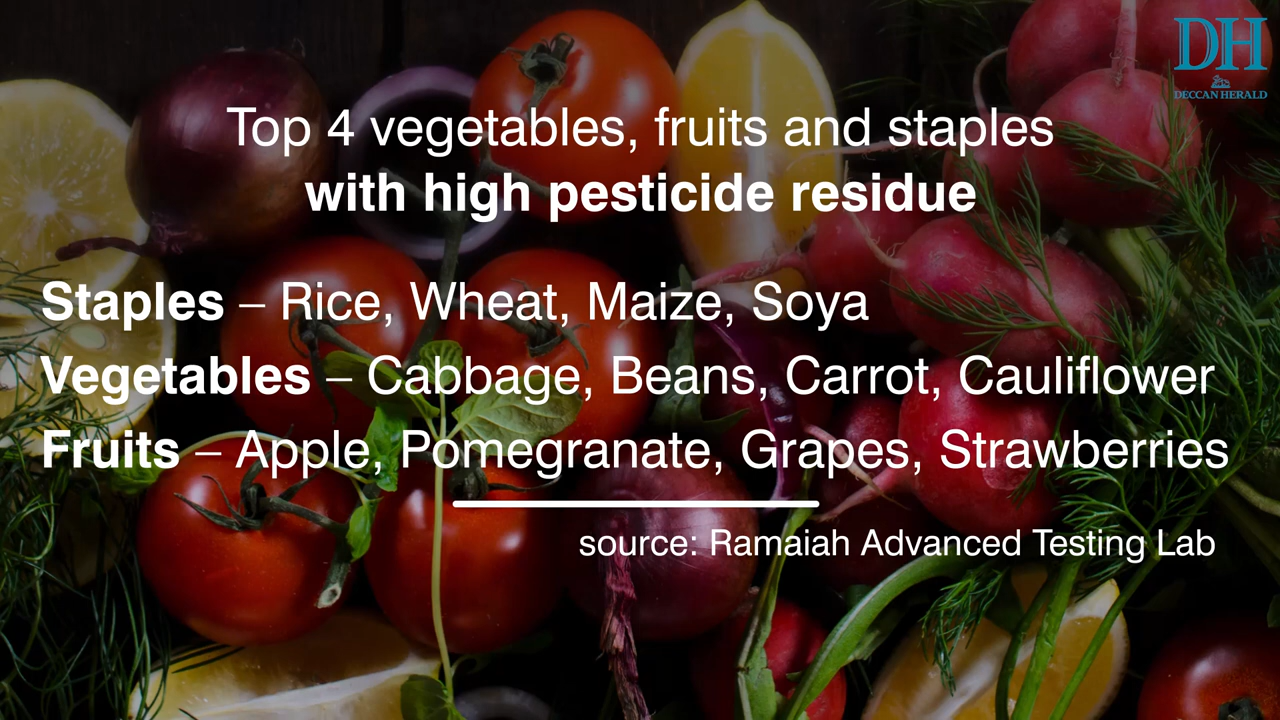 DH
DECCAN HERALD
Top 4 vegetables, fruits and staples
with high pesticide residue
Staples – Rice, Wheat, Maize, Soya
Vegetables – Cabbage, Beans, Carrot, Cauliflower
Fruits – Apple, Pomegranate, Grapes, Strawberries
source: Ramaiah Advanced Testing Lab